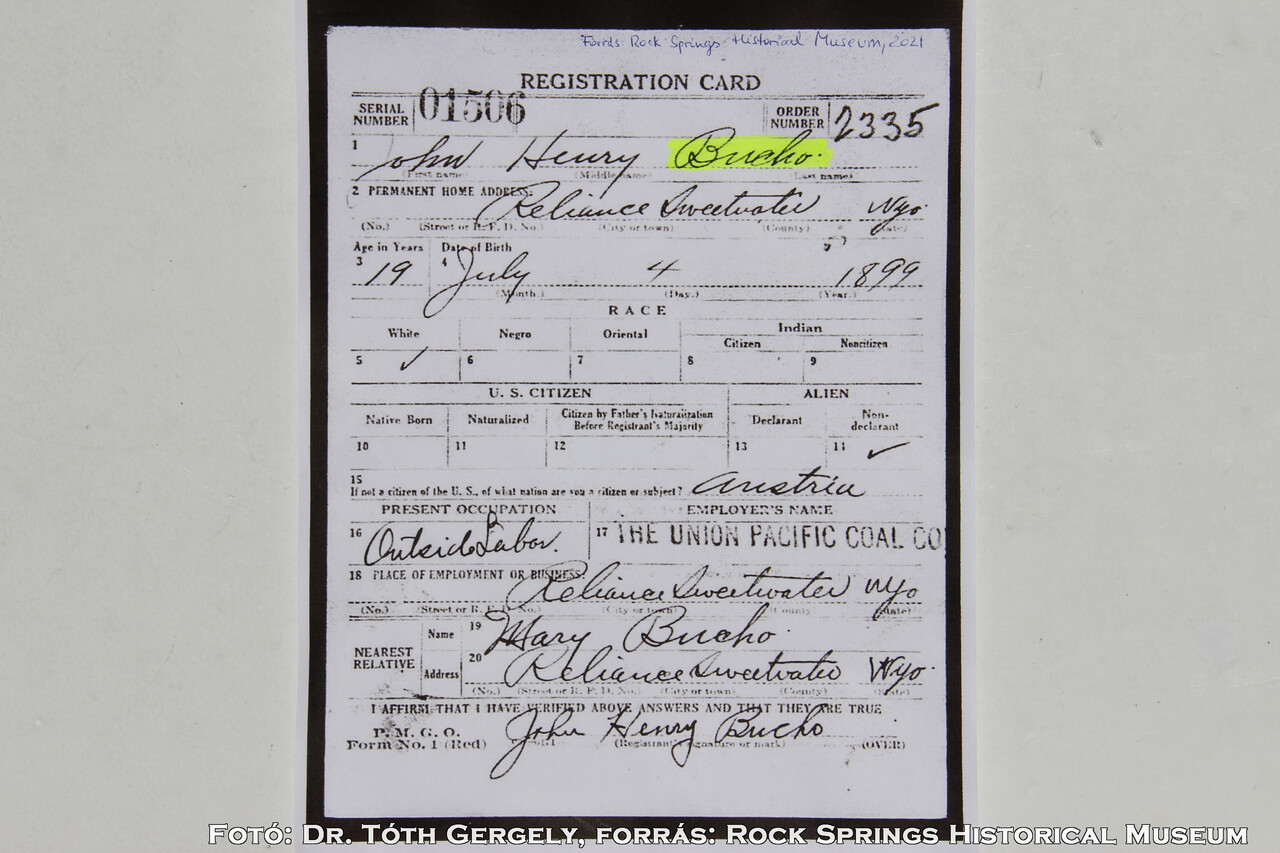 Forrás: Rock Springs Historical Museum, 2021
REGISTRATION CARD
SERIAL NUMBER 01506 ORDER NUMBER 2335
1 John Henry Bucho.
(First name) (Middle name) (Last name)
2 PERMANENT HOME ADDRESS:
Reliance Sweetwater Wyo.
(No.) (Street or R. F. D. No.) (City or town) (County) (State)
Age in Years Date of Birth
3 19 4 July 4 1899
(Month.) (Day.) (Year.)
RACE
White Negro Oriental Indian
Citizen Noncitizen
5 ✓ 6 7 8 9
U. S. CITIZEN ALIEN
Native Born Naturalized Citizen by Father's Naturalization Before Registrant's Majority Declarant Non-declarant
10 11 12 13 14 ✓
15
If not a citizen of the U. S., of what nation are you a citizen or subject? Austria
PRESENT OCCUPATION EMPLOYER'S NAME
16 Outside Labor. 17 THE UNION PACIFIC COAL CO
18 PLACE OF EMPLOYMENT OR BUSINESS:
Reliance Sweetwater Wyo
(No.) (Street or R. F. D. No.) (City or town) (County) (State)
NEAREST RELATIVE Name 19 Mary Bucho.
Address 20 Reliance Sweetwater Wyo.
(No.) (Street or R. F. D. No.) (City or town) (County) (State)
I AFFIRM THAT I HAVE VERIFIED ABOVE ANSWERS AND THAT THEY ARE TRUE
P. M. G. O.
Form No. 1 (Red) John Henry Bucho
(Registrant's signature or mark) (OVER)
Fotó: Dr. Tóth Gergely, forrás: Rock Springs Historical Museum